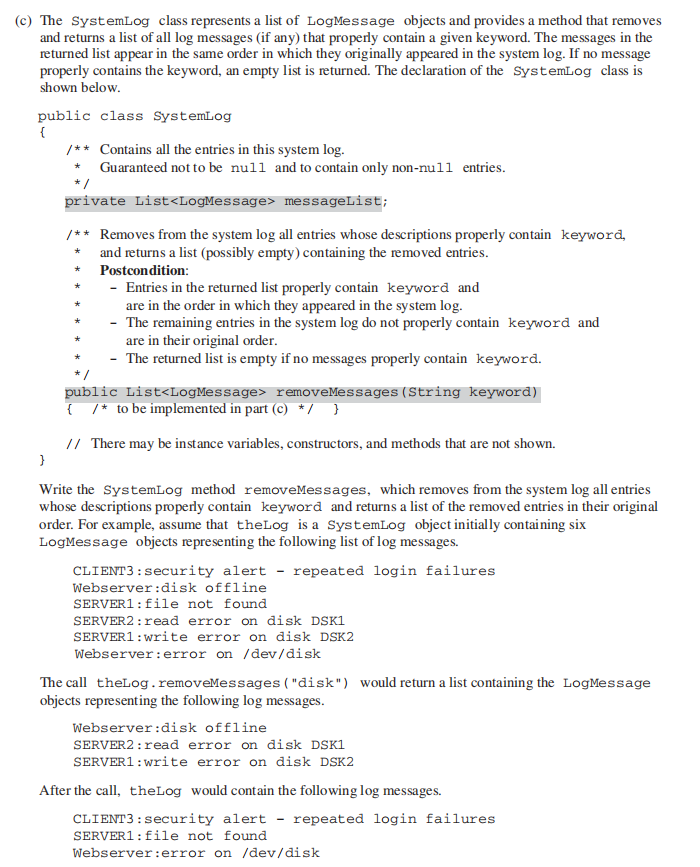 (c) The SystemLog class represents a list of LogMessage objects and provides a method that removes
and returns a list of all log messages (if any) that properly contain a given keyword. The messages in the
returned list appear in the same order in which they originally appeared in the system log. If no message
properly contains the keyword, an empty list is returned. The declaration of the SystemLog class is
shown below.
public class SystemLog
{
/** Contains all the entries in this system log.
* Guaranteed not to be null and to contain only non-null entries.
*/
private List<LogMessage> messageList;
/** Removes from the system log all entries whose descriptions properly contain keyword,
* and returns a list (possibly empty) containing the removed entries.
* Postcondition:
* - Entries in the returned list properly contain keyword and
* are in the order in which they appeared in the system log.
* - The remaining entries in the system log do not properly contain keyword and
* are in their original order.
* - The returned list is empty if no messages properly contain keyword.
*/
public List<LogMessage> removeMessages(String keyword)
{ /* to be implemented in part (c) */ }
// There may be instance variables, constructors, and methods that are not shown.
}
Write the SystemLog method removeMessages, which removes from the system log all entries
whose descriptions properly contain keyword and returns a list of the removed entries in their original
order. For example, assume that theLog is a SystemLog object initially containing six
LogMessage objects representing the following list of log messages.
CLIENT3:security alert - repeated login failures
Webserver:disk offline
SERVER1:file not found
SERVER2:read error on disk DSK1
SERVER1:write error on disk DSK2
Webserver:error on /dev/disk
The call theLog.removeMessages("disk") would return a list containing the LogMessage
objects representing the following log messages.
Webserver:disk offline
SERVER2:read error on disk DSK1
SERVER1:write error on disk DSK2
After the call, theLog would contain the following log messages.
CLIENT3:security alert - repeated login failures
SERVER1:file not found
Webserver:error on /dev/disk